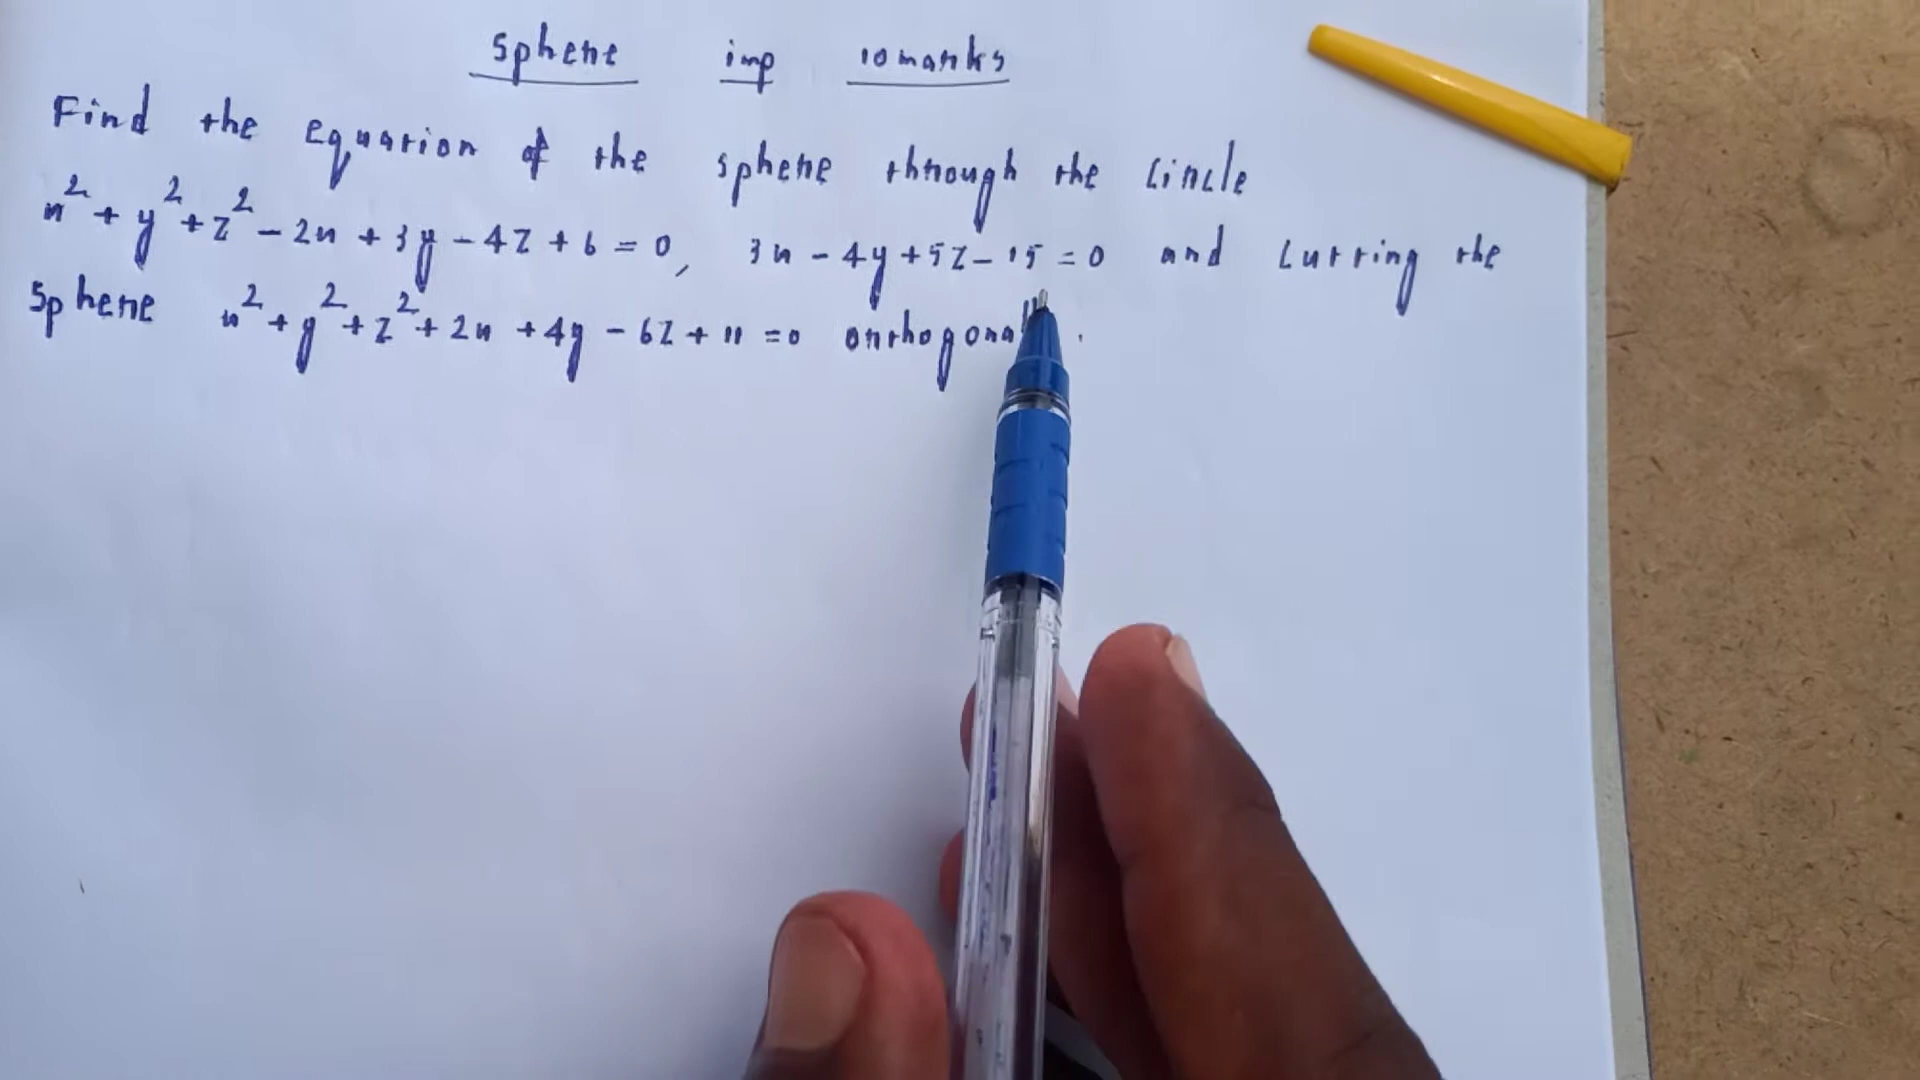 Sphere imp 10 marks
Find the equation of the sphere through the circle
x² + y² + z² - 2x + 3y - 4z + 6 = 0, 3x - 4y + 5z - 15 = 0 and cutting the
Sphere x² + y² + z² + 2x + 4y - 6z + 11 = 0 orthogonally.